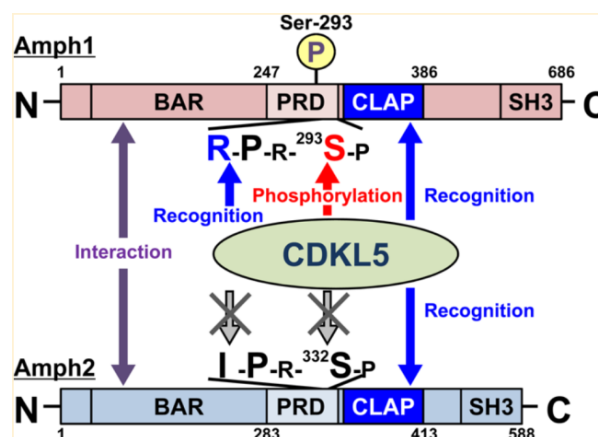 Ser-293
Amph1
P
1 247 386 686
N BAR PRD CLAP SH3 C
R-P-R-²⁹³S-P
Recognition Phosphorylation Recognition
Interaction
CDKL5
Recognition
I-P-R-³³²S-P
Amph2
N BAR PRD CLAP SH3 C
1 283 413 588